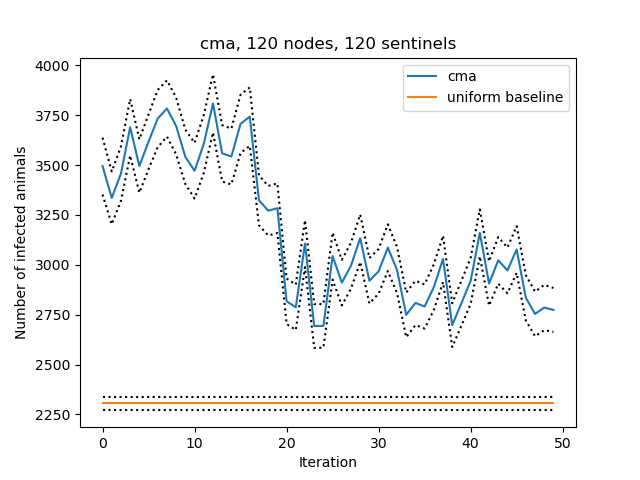 cma, 120 nodes, 120 sentinels
cma
uniform baseline
Number of infected animals
4000
3750
3500
3250
3000
2750
2500
2250
0 10 20 30 40 50
Iteration